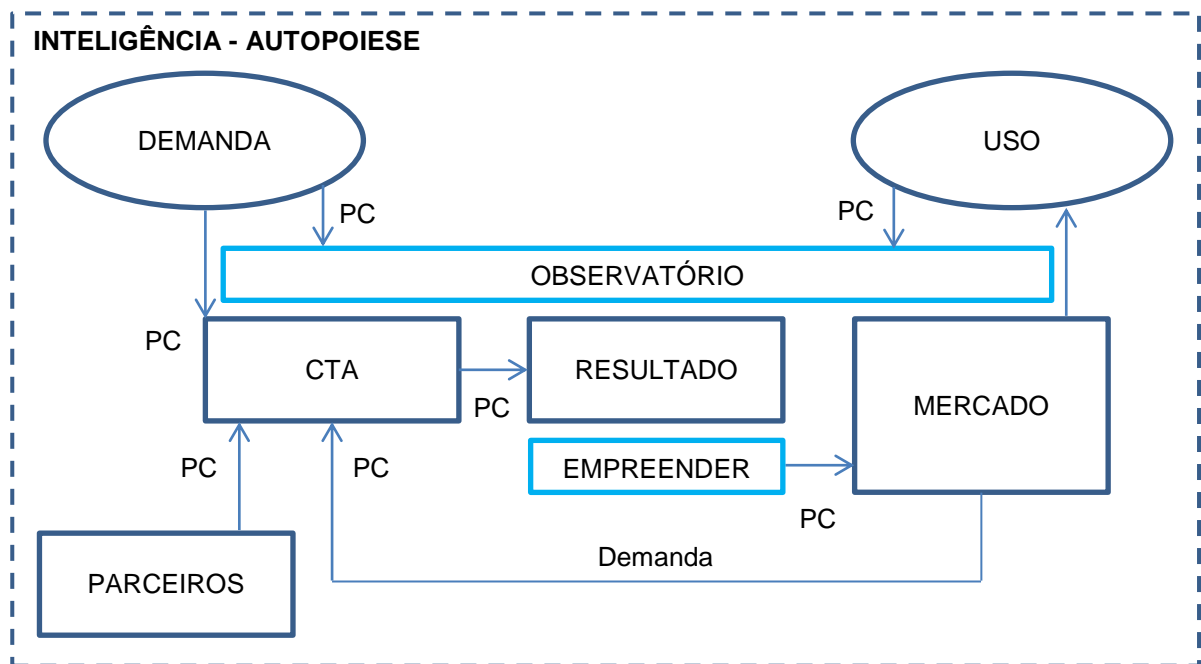 INTELIGÊNCIA - AUTOPOIESE
DEMANDA
USO
PC
PC
OBSERVATÓRIO
PC
CTA
RESULTADO
PC
MERCADO
PC
PC
EMPREENDER
PC
Demanda
PARCEIROS